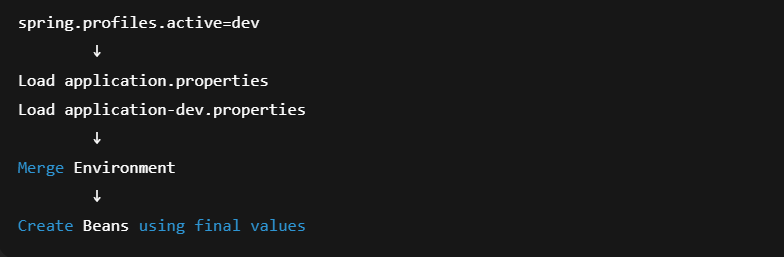 spring.profiles.active=dev
↓
Load application.properties
Load application-dev.properties
↓
Merge Environment
↓
Create Beans using final values